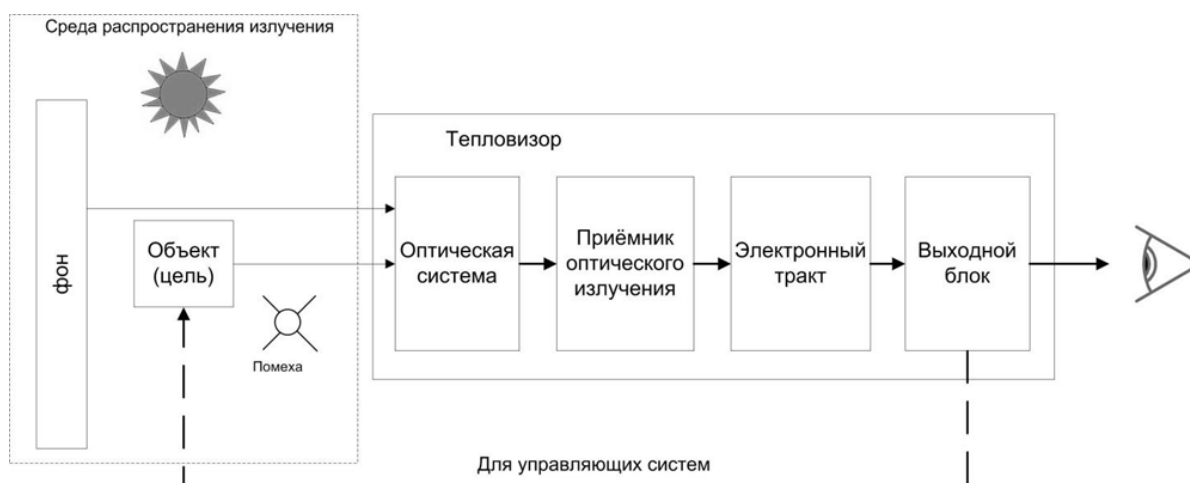 Среда распространения излучения
Тепловизор
фон
Объект
(цель)
Помеха
Оптическая
система
Приёмник
оптического
излучения
Электронный
тракт
Выходной
блок
Для управляющих систем